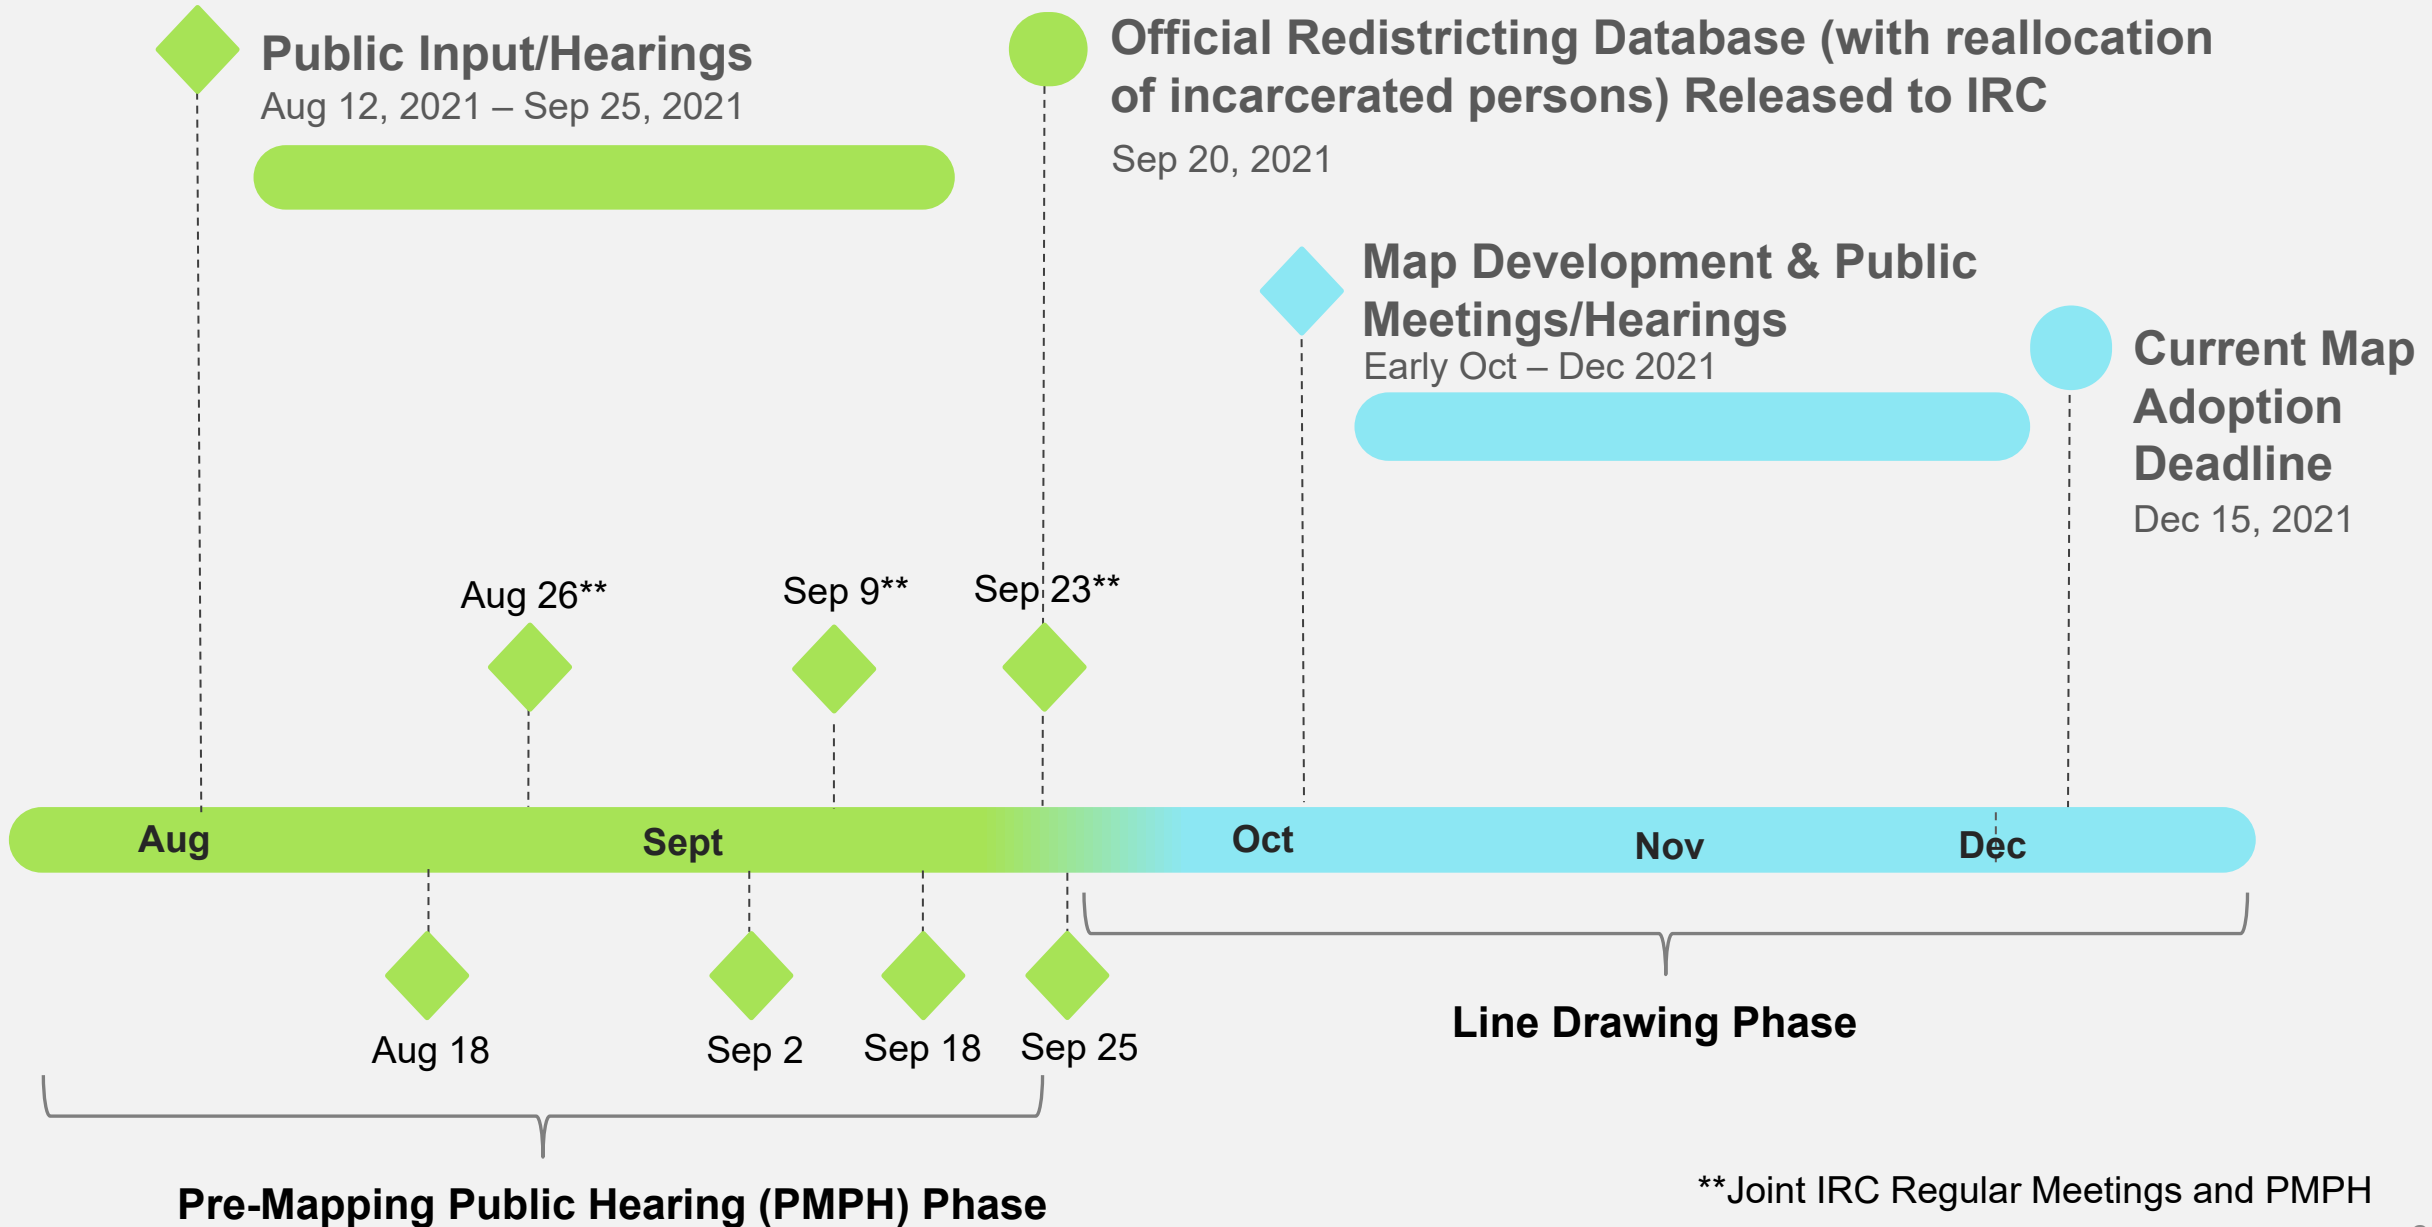 Public Input/Hearings
Aug 12, 2021 – Sep 25, 2021
Official Redistricting Database (with reallocation
of incarcerated persons) Released to IRC
Sep 20, 2021
Map Development & Public
Meetings/Hearings
Early Oct – Dec 2021
Current Map
Adoption
Deadline
Dec 15, 2021
Aug 26**
Sep 9**
Sep 23**
Aug
Sept
Oct
Nov
Dec
Aug 18
Sep 2
Sep 18
Sep 25
Line Drawing Phase
Pre-Mapping Public Hearing (PMPH) Phase
**Joint IRC Regular Meetings and PMPH